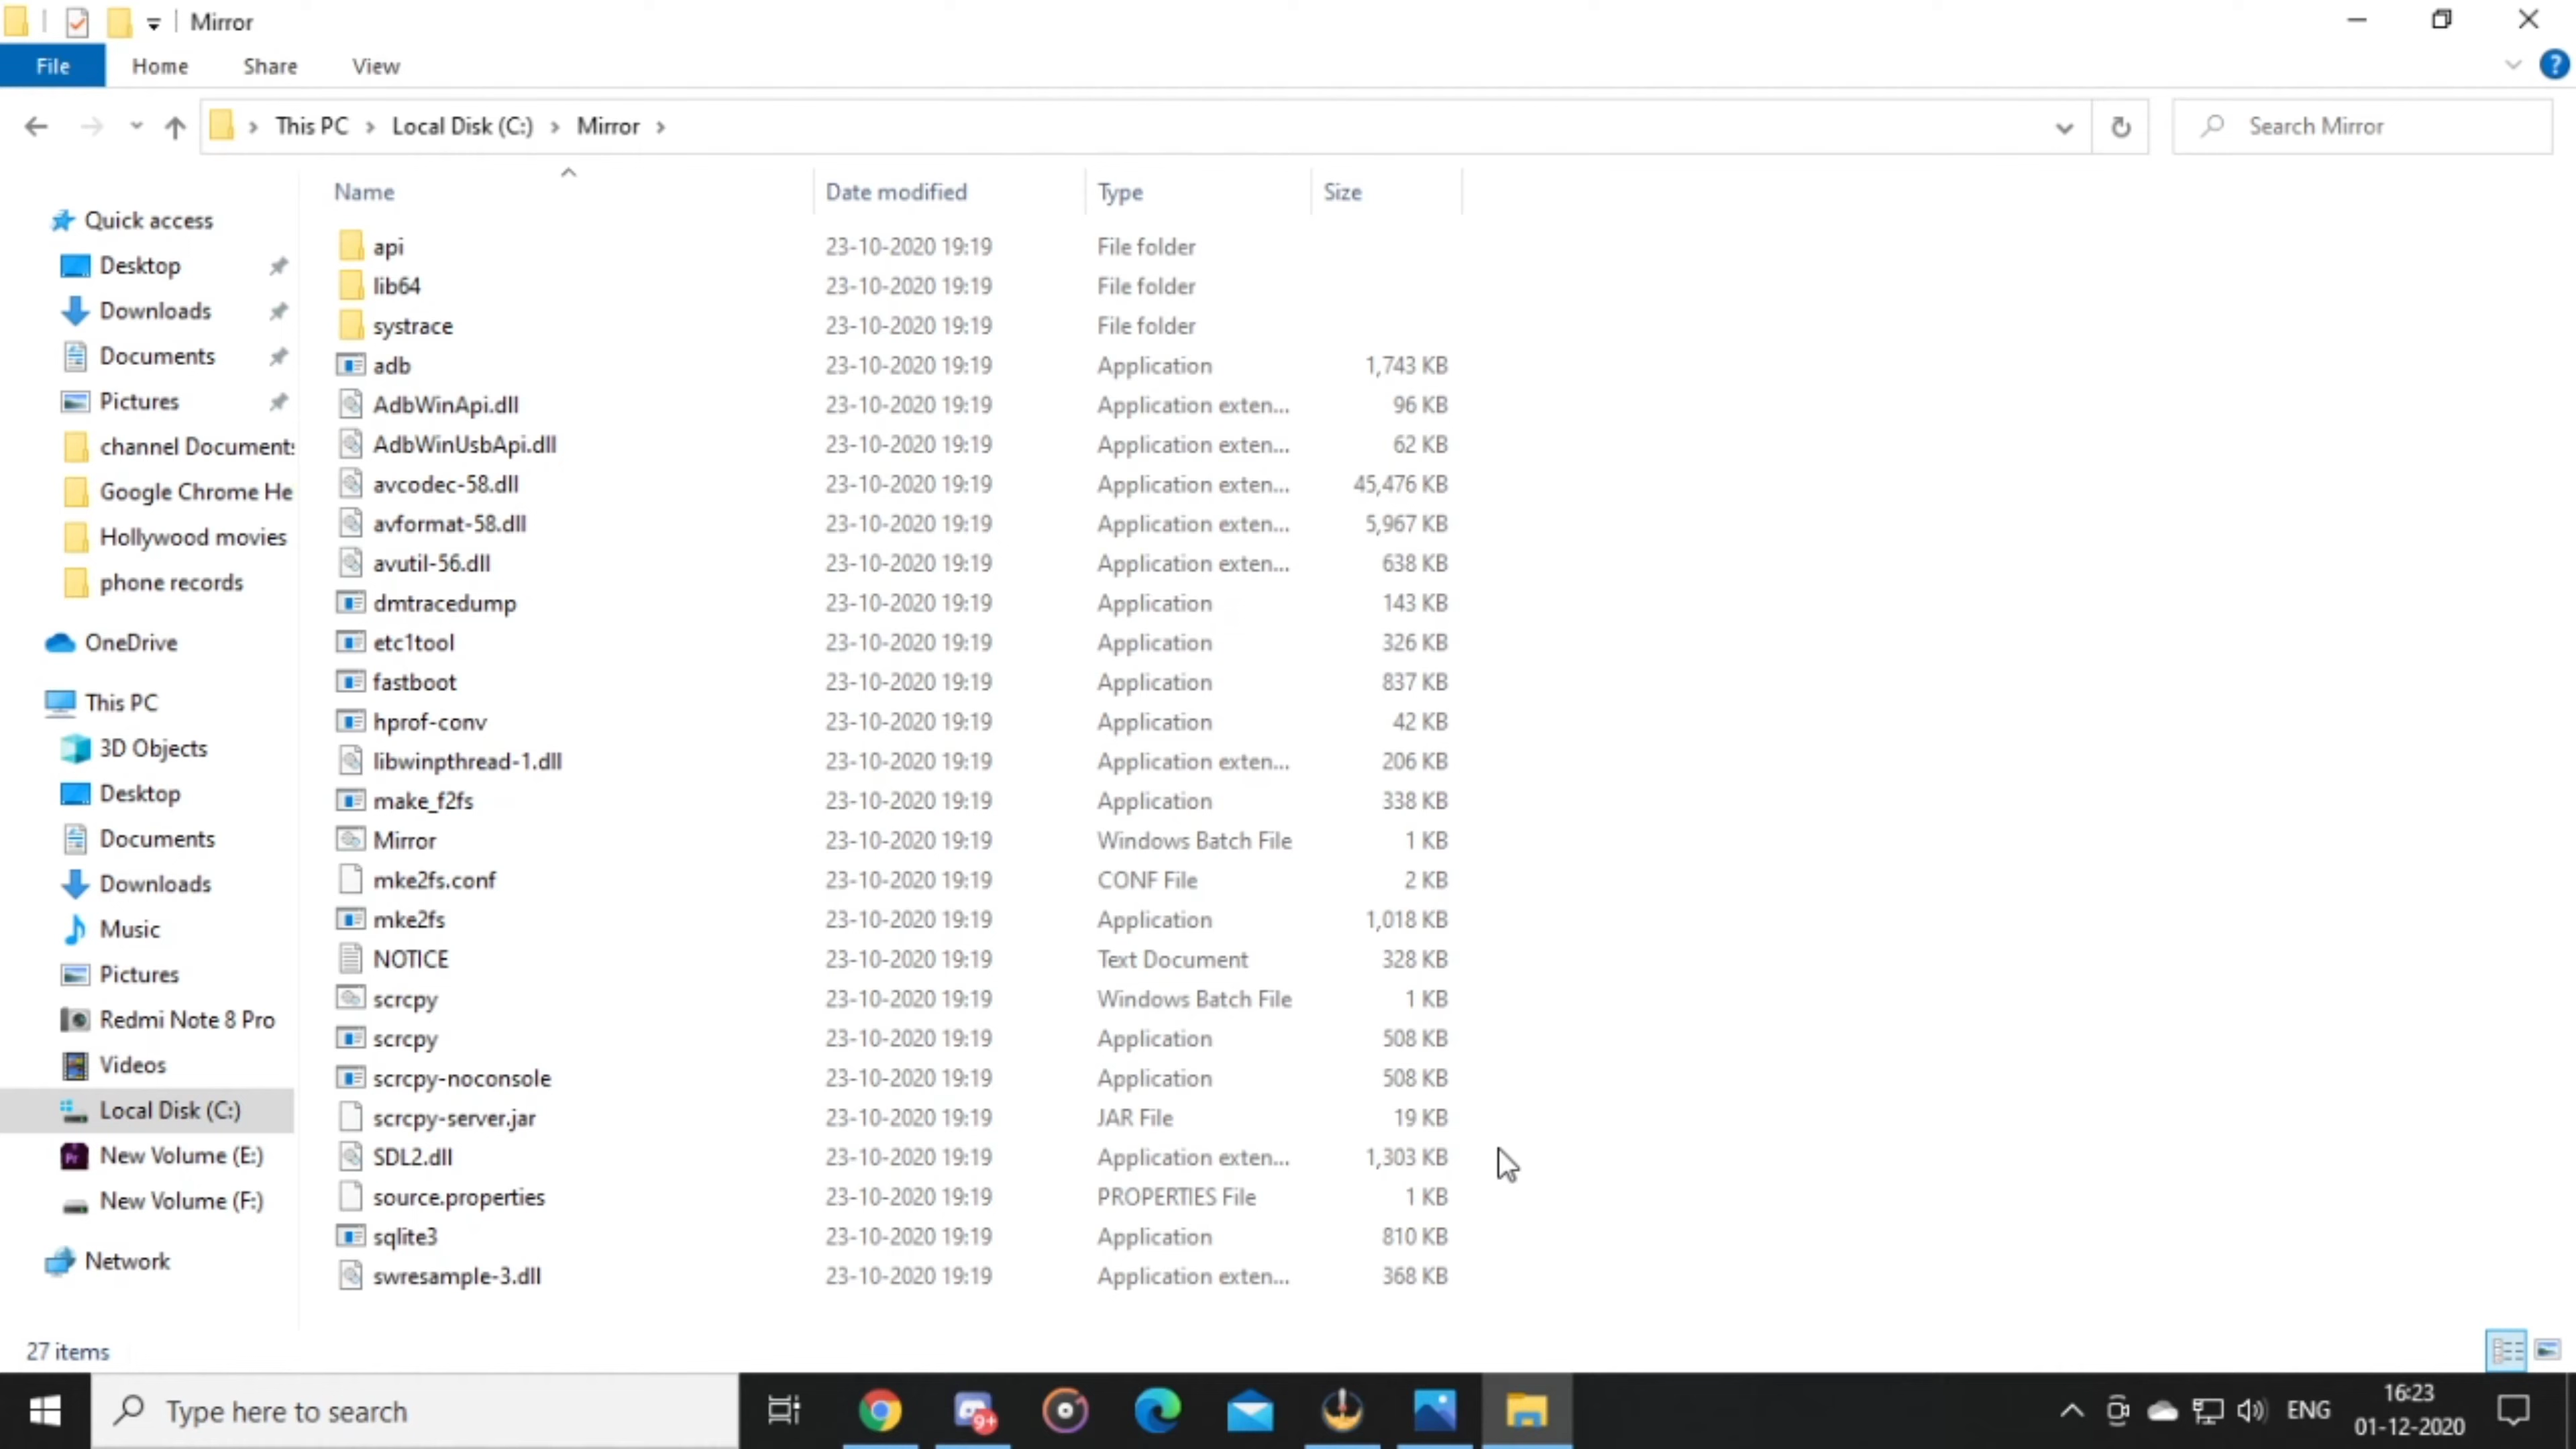 Mirror
File Home Share View
This PC Local Disk (C:) Mirror Search Mirror
Name Date modified Type Size
Quick access
Desktop
Downloads
Documents
Pictures
channel Documents
Google Chrome He
Hollywood movies
phone records
OneDrive
This PC
3D Objects
Desktop
Documents
Downloads
Music
Pictures
Redmi Note 8 Pro
Videos
Local Disk (C:)
New Volume (E:)
New Volume (F:)
Network
api 23-10-2020 19:19 File folder
lib64 23-10-2020 19:19 File folder
systrace 23-10-2020 19:19 File folder
adb 23-10-2020 19:19 Application 1,743 KB
AdbWinApi.dll 23-10-2020 19:19 Application exten... 96 KB
AdbWinUsbApi.dll 23-10-2020 19:19 Application exten... 62 KB
avcodec-58.dll 23-10-2020 19:19 Application exten... 45,476 KB
avformat-58.dll 23-10-2020 19:19 Application exten... 5,967 KB
avutil-56.dll 23-10-2020 19:19 Application exten... 638 KB
dmtracedump 23-10-2020 19:19 Application 143 KB
etc1tool 23-10-2020 19:19 Application 326 KB
fastboot 23-10-2020 19:19 Application 837 KB
hprof-conv 23-10-2020 19:19 Application 42 KB
libwinpthread-1.dll 23-10-2020 19:19 Application exten... 206 KB
make_f2fs 23-10-2020 19:19 Application 338 KB
Mirror 23-10-2020 19:19 Windows Batch File 1 KB
mke2fs.conf 23-10-2020 19:19 CONF File 2 KB
mke2fs 23-10-2020 19:19 Application 1,018 KB
NOTICE 23-10-2020 19:19 Text Document 328 KB
scrcpy 23-10-2020 19:19 Windows Batch File 1 KB
scrcpy 23-10-2020 19:19 Application 508 KB
scrcpy-noconsole 23-10-2020 19:19 Application 508 KB
scrcpy-server.jar 23-10-2020 19:19 JAR File 19 KB
SDL2.dll 23-10-2020 19:19 Application exten... 1,303 KB
source.properties 23-10-2020 19:19 PROPERTIES File 1 KB
sqlite3 23-10-2020 19:19 Application 810 KB
swresample-3.dll 23-10-2020 19:19 Application exten... 368 KB
27 items
Type here to search
9+
Pr
ENG
16:23
01-12-2020